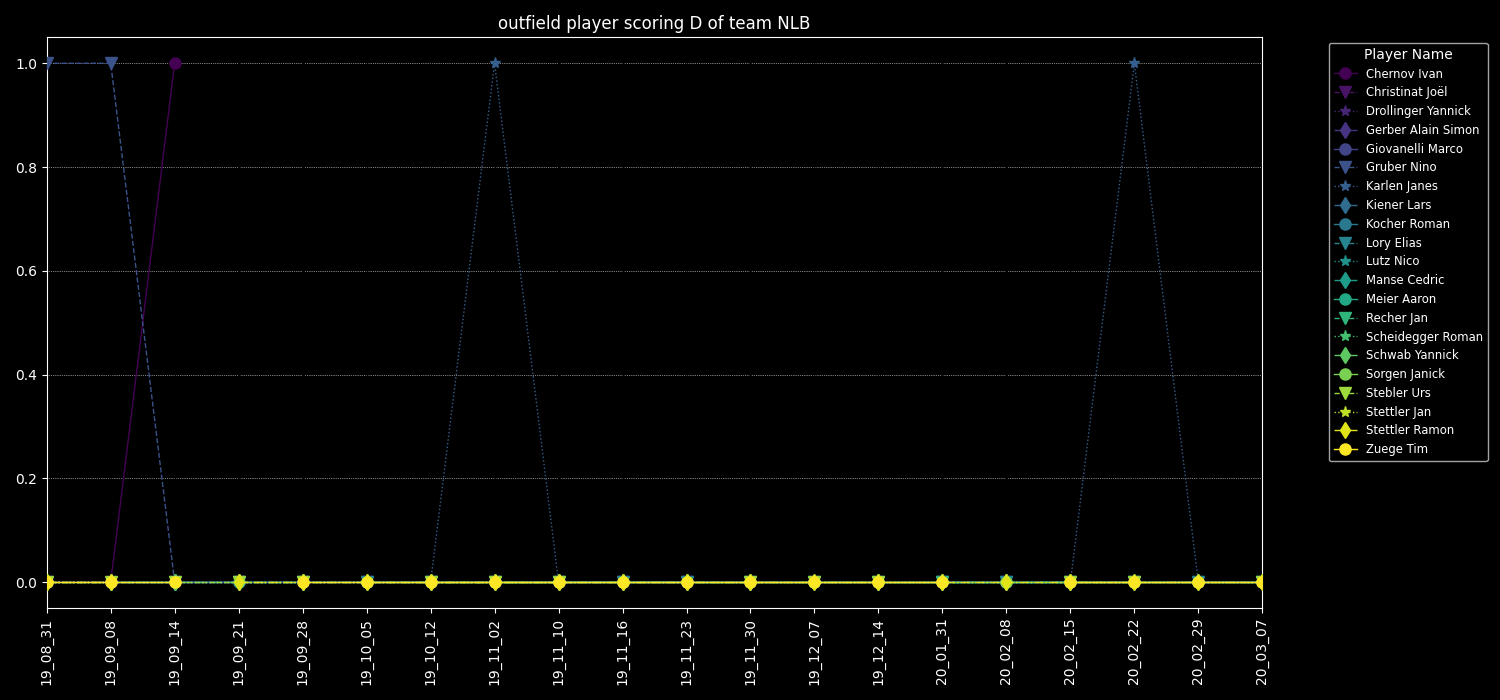 outfield player scoring D of team NLB
1.0
0.8
0.6
0.4
0.2
0.0
19_08_31
19_09_08
19_09_14
19_09_21
19_09_28
19_10_05
19_10_12
19_11_02
19_11_10
19_11_16
19_11_23
19_11_30
19_12_07
19_12_14
20_01_31
20_02_08
20_02_15
20_02_22
20_02_29
20_03_07
Player Name
Chernov Ivan
Christinat Joël
Drollinger Yannick
Gerber Alain Simon
Giovanelli Marco
Gruber Nino
Karlen Janes
Kiener Lars
Kocher Roman
Lory Elias
Lutz Nico
Manse Cedric
Meier Aaron
Recher Jan
Scheidegger Roman
Schwab Yannick
Sorgen Janick
Stebler Urs
Stettler Jan
Stettler Ramon
Zuege Tim